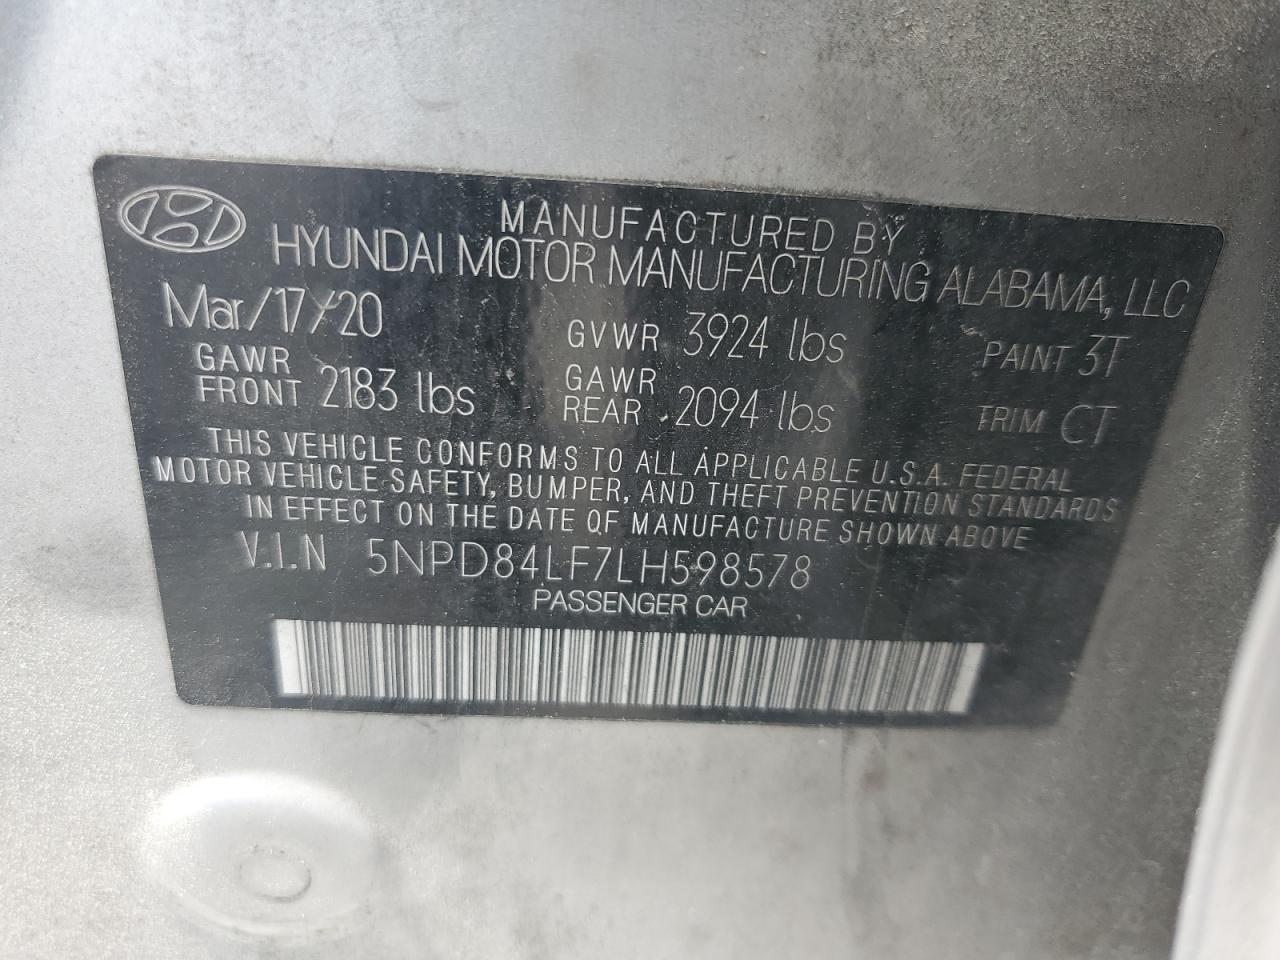 MANUFACTURED BY
HYUNDAI MOTOR MANUFACTURING ALABAMA, LLC
Mar/17/20 GVWR 3924 lbs PAINT 3T
GAWR FRONT 2183 lbs GAWR REAR 2094 lbs TRIM CT
THIS VEHICLE CONFORMS TO ALL APPLICABLE U.S.A. FEDERAL
MOTOR VEHICLE SAFETY, BUMPER, AND THEFT PREVENTION STANDARDS
IN EFFECT ON THE DATE OF MANUFACTURE SHOWN ABOVE
V.I.N 5NPD84LF7LH598578
PASSENGER CAR